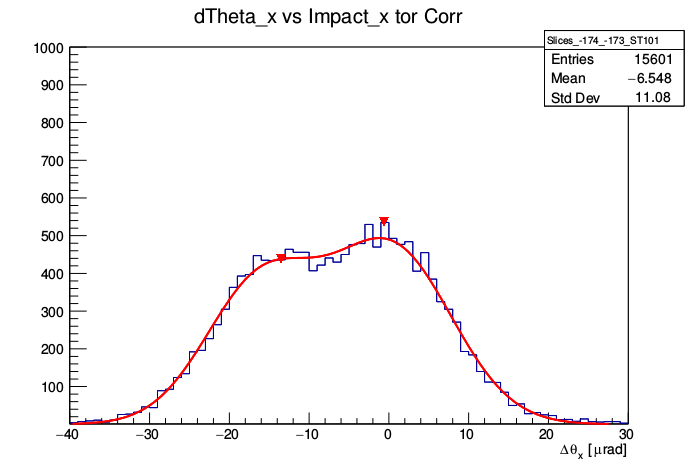 dTheta_x vs Impact_x tor Corr
Slices_-174_-173_ST101
Entries 15601
Mean −6.548
Std Dev 11.08
1000
900
800
700
600
500
400
300
200
100
−40 −30 −20 −10 0 10 20 30
Δθx [μrad]